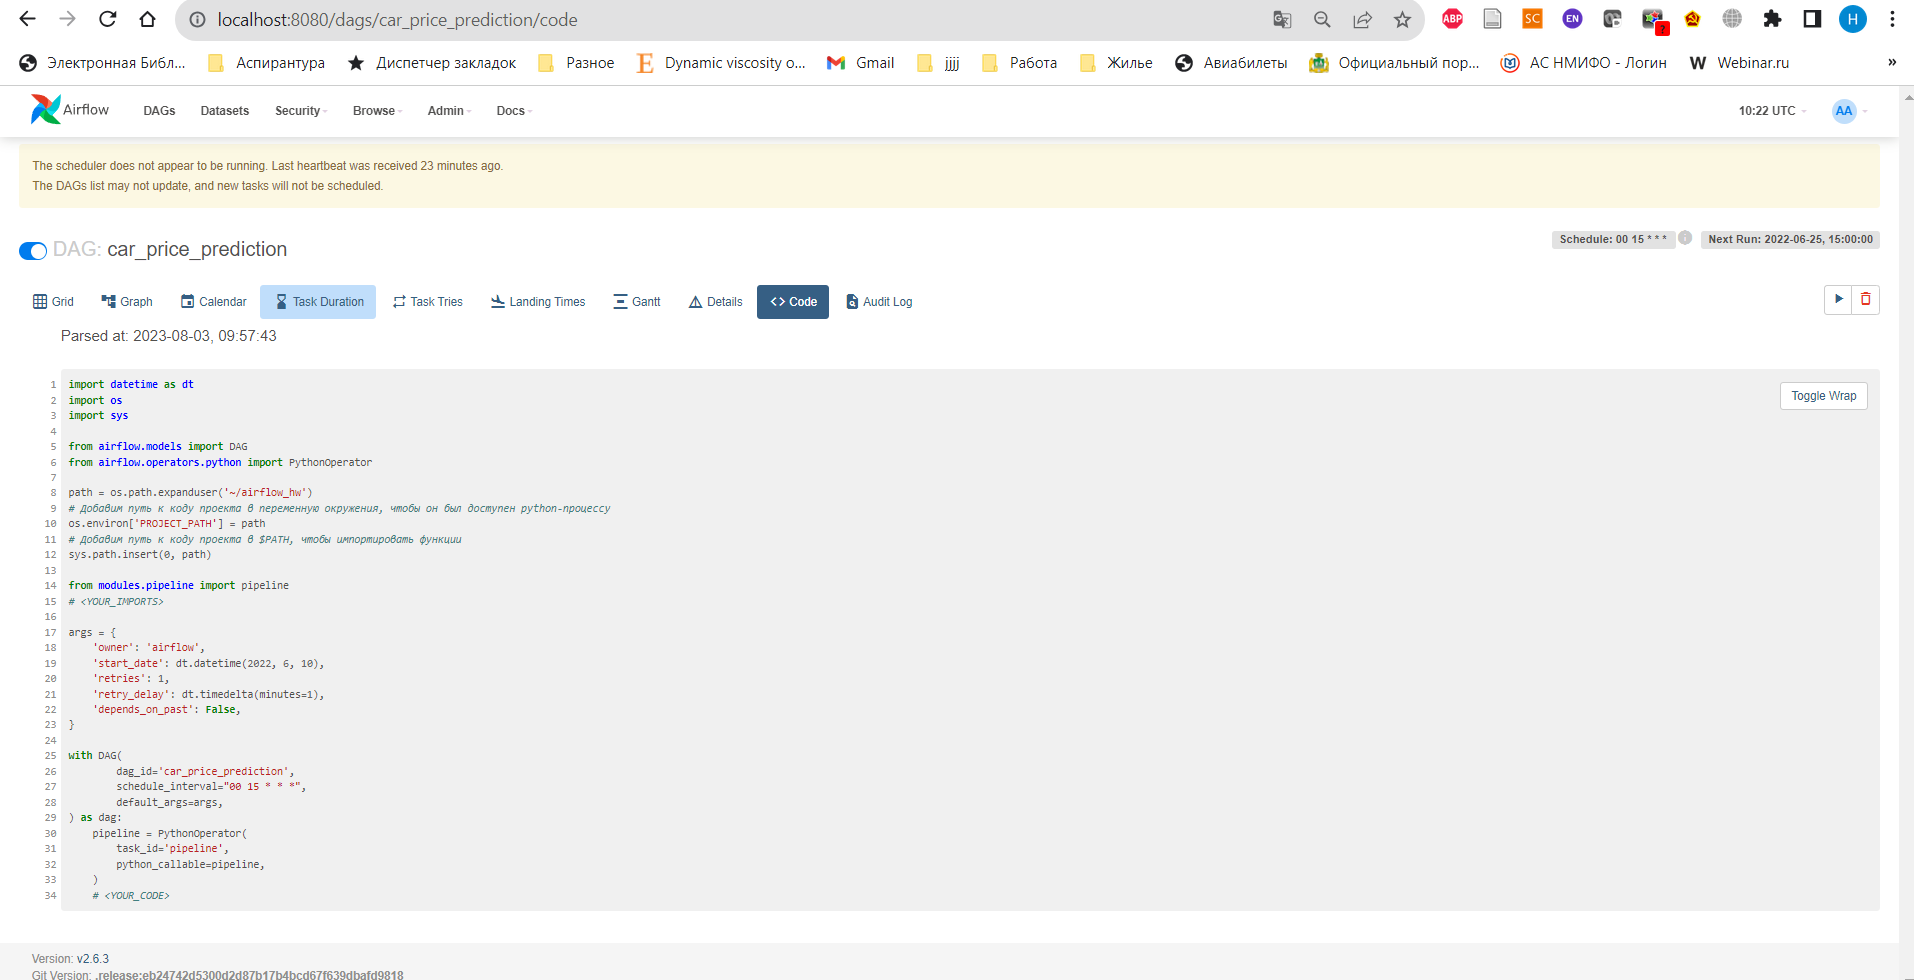 localhost:8080/dags/car_price_prediction/code
ABP SC EN ? H
Электронная Библ... Аспирантура Диспетчер закладок Разное Dynamic viscosity o... Gmail jjjj Работа Жилье Авиабилеты Официальный пор... АС НМИФО - Логин Webinar.ru »
Airflow DAGs Datasets Security Browse Admin Docs 10:22 UTC AA
The scheduler does not appear to be running. Last heartbeat was received 23 minutes ago.
The DAGs list may not update, and new tasks will not be scheduled.
DAG: car_price_prediction Schedule: 00 15 * * * Next Run: 2022-06-25, 15:00:00
Grid Graph Calendar Task Duration Task Tries Landing Times Gantt Details <> Code Audit Log
Parsed at: 2023-08-03, 09:57:43
Toggle Wrap
1 import datetime as dt
2 import os
3 import sys
4
5 from airflow.models import DAG
6 from airflow.operators.python import PythonOperator
7
8 path = os.path.expanduser('~/airflow_hw')
9 # Добавим путь к коду проекта в переменную окружения, чтобы он был доступен python-процессу
10 os.environ['PROJECT_PATH'] = path
11 # Добавим путь к коду проекта в $PATH, чтобы импортировать функции
12 sys.path.insert(0, path)
13
14 from modules.pipeline import pipeline
15 # <YOUR_IMPORTS>
16
17 args = {
18     'owner': 'airflow',
19     'start_date': dt.datetime(2022, 6, 10),
20     'retries': 1,
21     'retry_delay': dt.timedelta(minutes=1),
22     'depends_on_past': False,
23 }
24
25 with DAG(
26         dag_id='car_price_prediction',
27         schedule_interval="00 15 * * *",
28         default_args=args,
29 ) as dag:
30     pipeline = PythonOperator(
31         task_id='pipeline',
32         python_callable=pipeline,
33     )
34     # <YOUR_CODE>
Version: v2.6.3
Git Version: .release:eb24742d5300d2d87b17b4bcd67f639dbafd9818